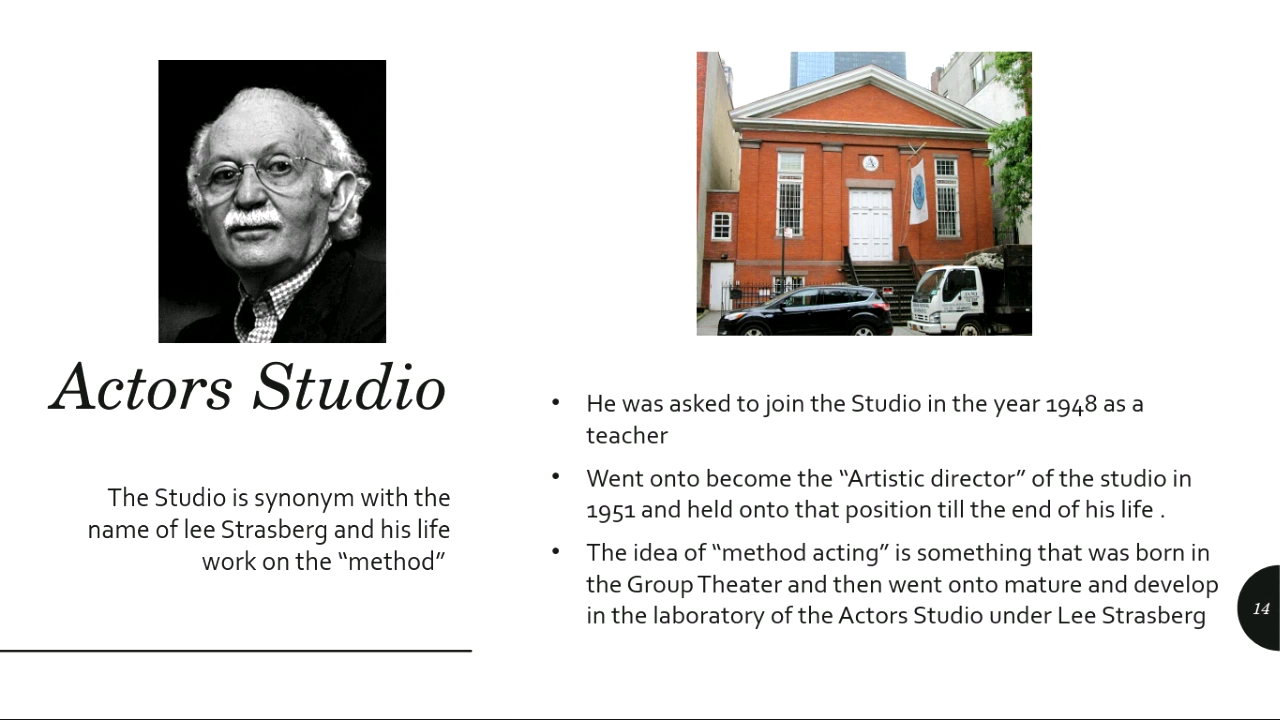 Actors Studio
The Studio is synonym with the
name of lee Strasberg and his life
work on the “method”
• He was asked to join the Studio in the year 1948 as a
teacher
• Went onto become the “Artistic director” of the studio in
1951 and held onto that position till the end of his life .
• The idea of “method acting” is something that was born in
the Group Theater and then went onto mature and develop
in the laboratory of the Actors Studio under Lee Strasberg
14